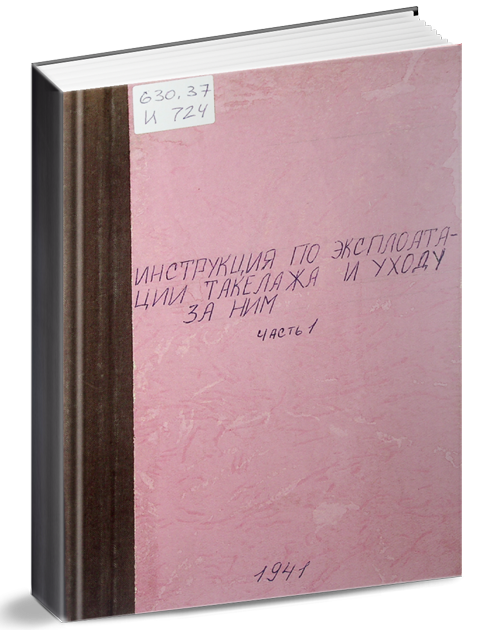 630.37
И 724
ИНСТРУКЦИЯ ПО ЭКСПЛОАТА-
ЦИИ ТАКЕЛАЖА И УХОДУ
ЗА НИМ
ЧАСТЬ 1
1941